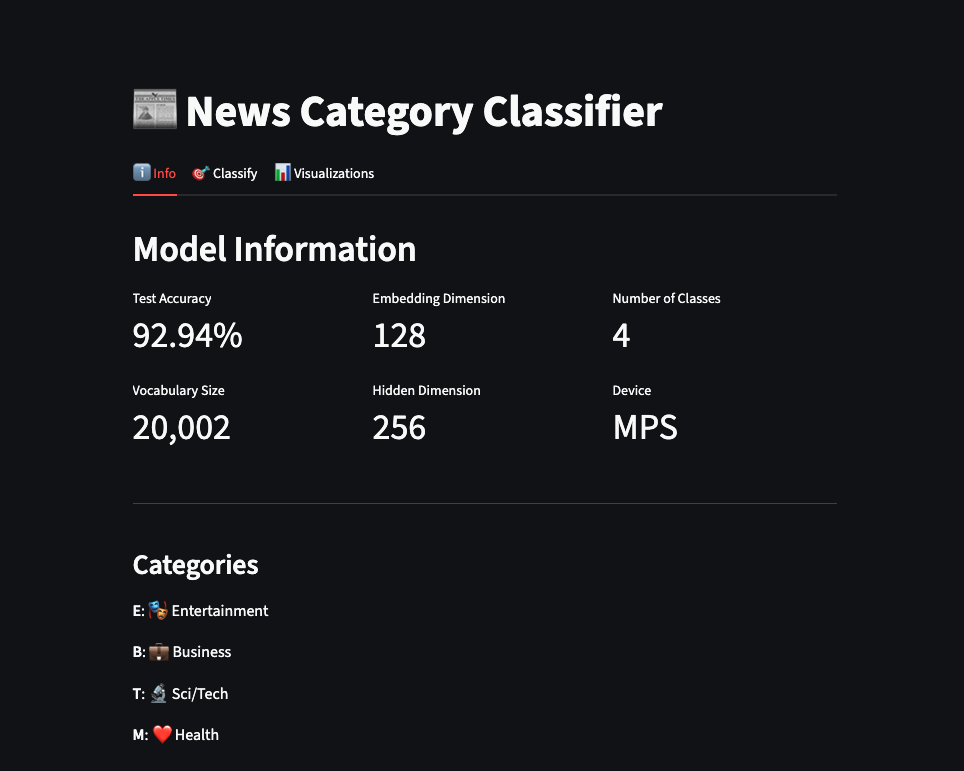 News Category Classifier
Info Classify Visualizations
Model Information
Test Accuracy Embedding Dimension Number of Classes
92.94% 128 4
Vocabulary Size Hidden Dimension Device
20,002 256 MPS
Categories
E: 🎭 Entertainment
B: 💼 Business
T: 🔬 Sci/Tech
M: ❤️ Health